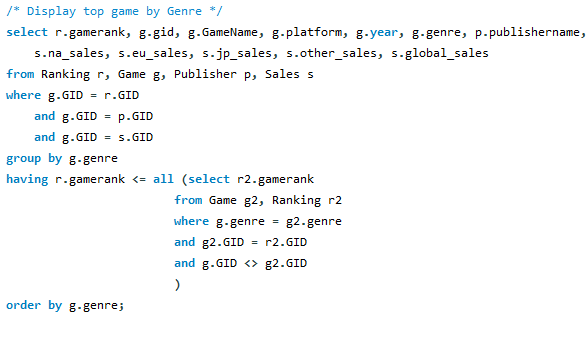 /* Display top game by Genre */
select r.gamerank, g.gid, g.GameName, g.platform, g.year, g.genre, p.publishername,
s.na_sales, s.eu_sales, s.jp_sales, s.other_sales, s.global_sales
from Ranking r, Game g, Publisher p, Sales s
where g.GID = r.GID
and g.GID = p.GID
and g.GID = s.GID
group by g.genre
having r.gamerank <= all (select r2.gamerank
from Game g2, Ranking r2
where g.genre = g2.genre
and g2.GID = r2.GID
and g.GID <> g2.GID
)
order by g.genre;